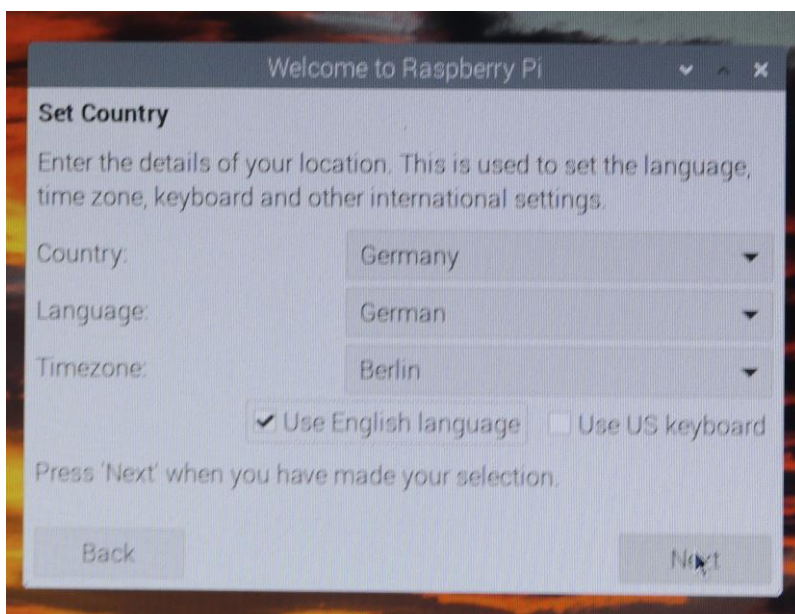 Welcome to Raspberry Pi
Set Country
Enter the details of your location. This is used to set the language,
time zone, keyboard and other international settings.
Country: Germany
Language: German
Timezone: Berlin
Use English language Use US keyboard
Press 'Next' when you have made your selection.
Back Next